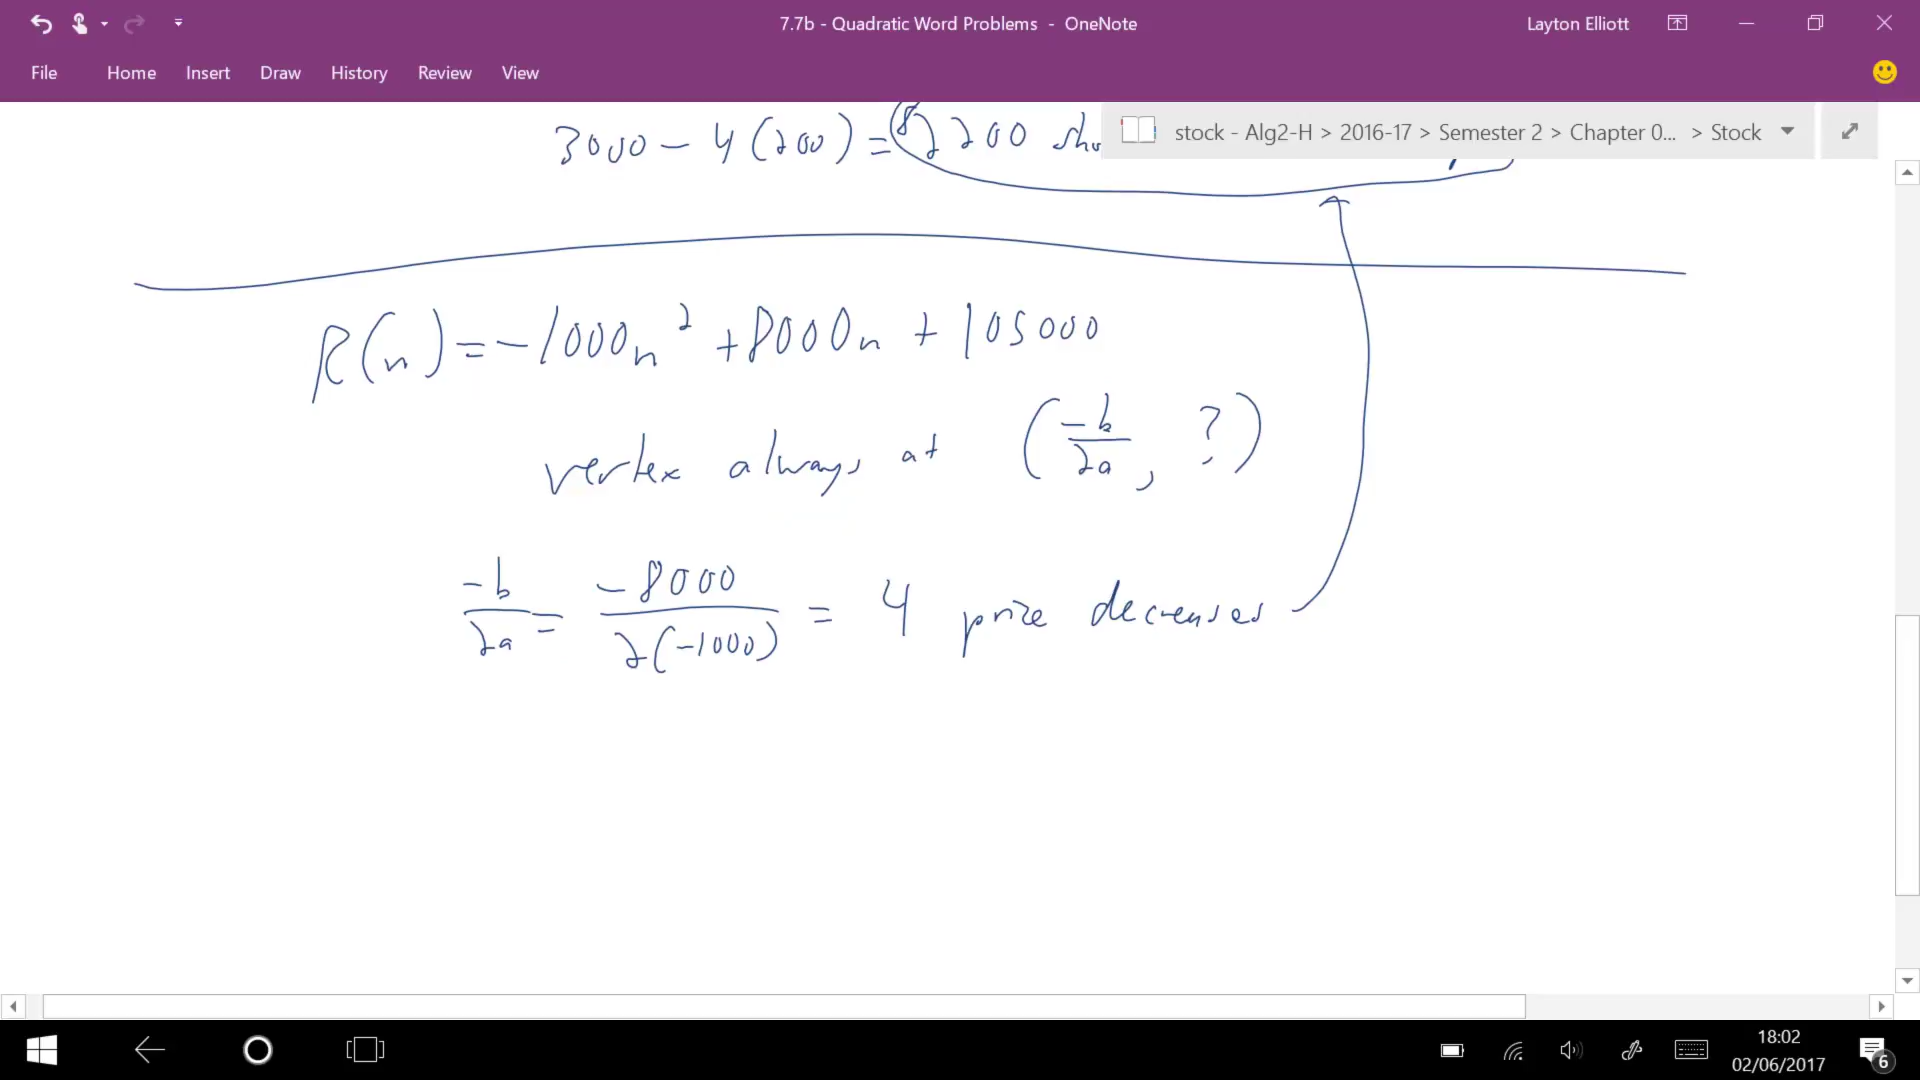 7.7b - Quadratic Word Problems - OneNote
Layton Elliott
File Home Insert Draw History Review View
stock - Alg2-H > 2016-17 > Semester 2 > Chapter 0... > Stock
3000 - 4(200) = 2200
R(n) = -1000n² + 8000n + 105000
vertex always at (-b/2a, ?)
-b/2a = -8000/2(-1000) = 4 price decreases
18:02
02/06/2017
6